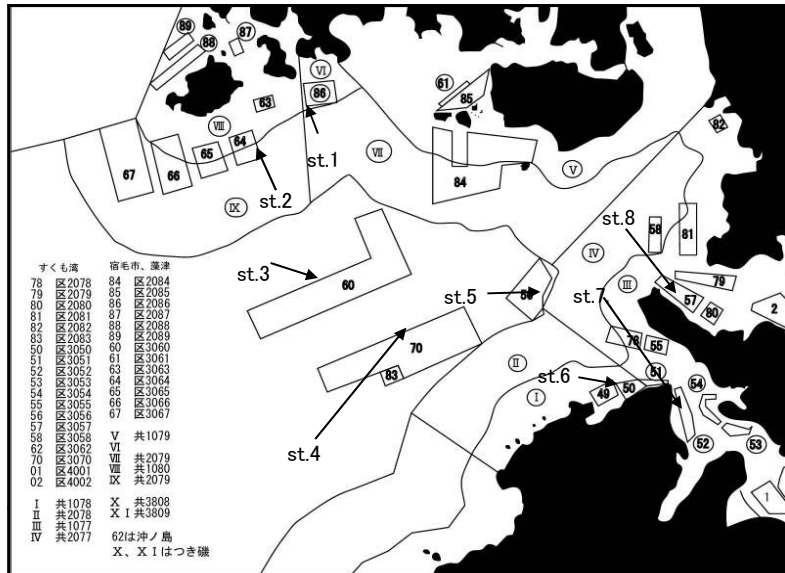 89
88
87
Ⅵ
86
63
61
85
82
Ⅷ
64
65
st.1
Ⅶ
Ⅴ
67
66
st.2
84
Ⅸ
58
81
st.8
Ⅳ
st.3
60
st.5
56
st.7
Ⅲ
79
57
80
2
70
78
55
83
Ⅱ
st.6
51
49
50
54
Ⅰ
st.4
52
53
1
すくも湾
78 区2078
79 区2079
80 区2080
81 区2081
82 区2082
83 区2083
50 区3050
51 区3051
52 区3052
53 区3053
54 区3054
55 区3055
56 区3056
57 区3057
58 区3058
62 区3062
70 区3070
01 区4001
02 区4002
Ⅰ 共1078
Ⅱ 共2078
Ⅲ 共1077
Ⅳ 共2077
宿毛市、藻津
84 区2084
85 区2085
86 区2086
87 区2087
88 区2088
89 区2089
60 区3060
61 区3061
63 区3063
64 区3064
65 区3065
66 区3066
67 区3067
Ⅴ 共1079
Ⅵ
Ⅶ 共2079
Ⅷ 共1080
Ⅸ 共2079
Ⅹ 共3808
ⅩⅠ 共3809
62は沖ノ島
Ⅹ、ⅩⅠはつき磯